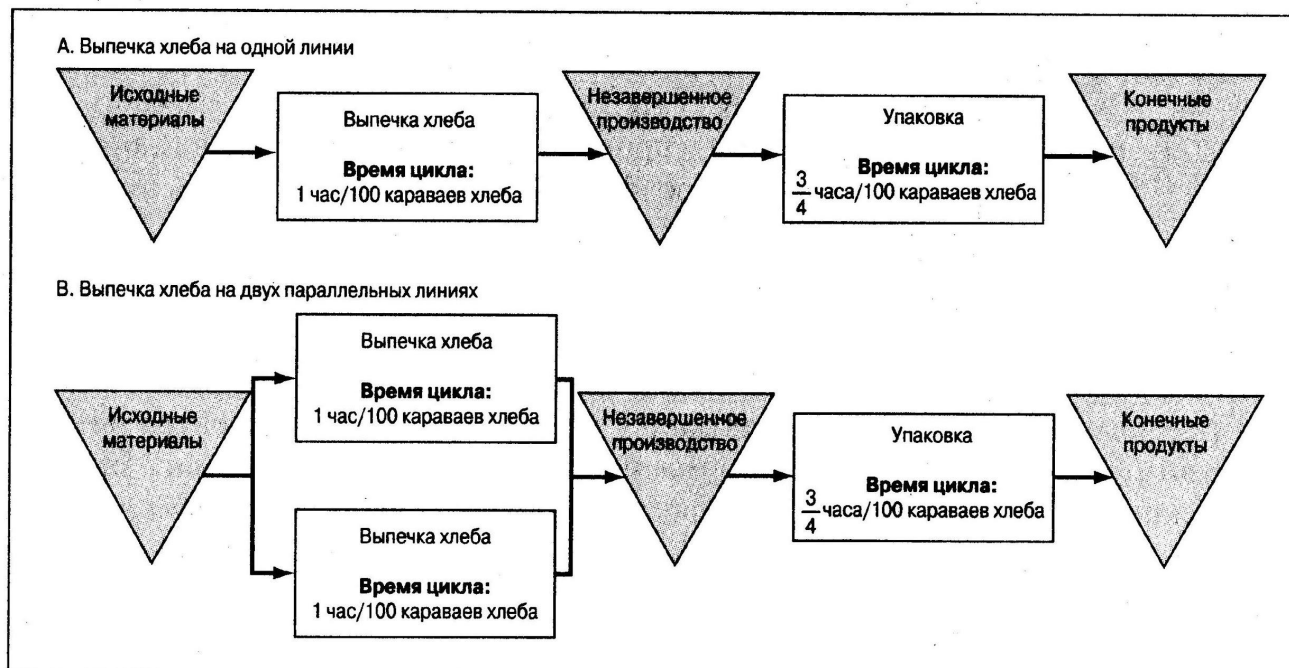 А. Выпечка хлеба на одной линии
Исходные
материалы
Выпечка хлеба
Время цикла:
1 час/100 караваев хлеба
Незавершенное
производство
Упаковка
Время цикла:
3/4 часа/100 караваев хлеба
Конечные
продукты
В. Выпечка хлеба на двух параллельных линиях
Исходные
материалы
Выпечка хлеба
Время цикла:
1 час/100 караваев хлеба
Выпечка хлеба
Время цикла:
1 час/100 караваев хлеба
Незавершенное
производство
Упаковка
Время цикла:
3/4 часа/100 караваев хлеба
Конечные
продукты